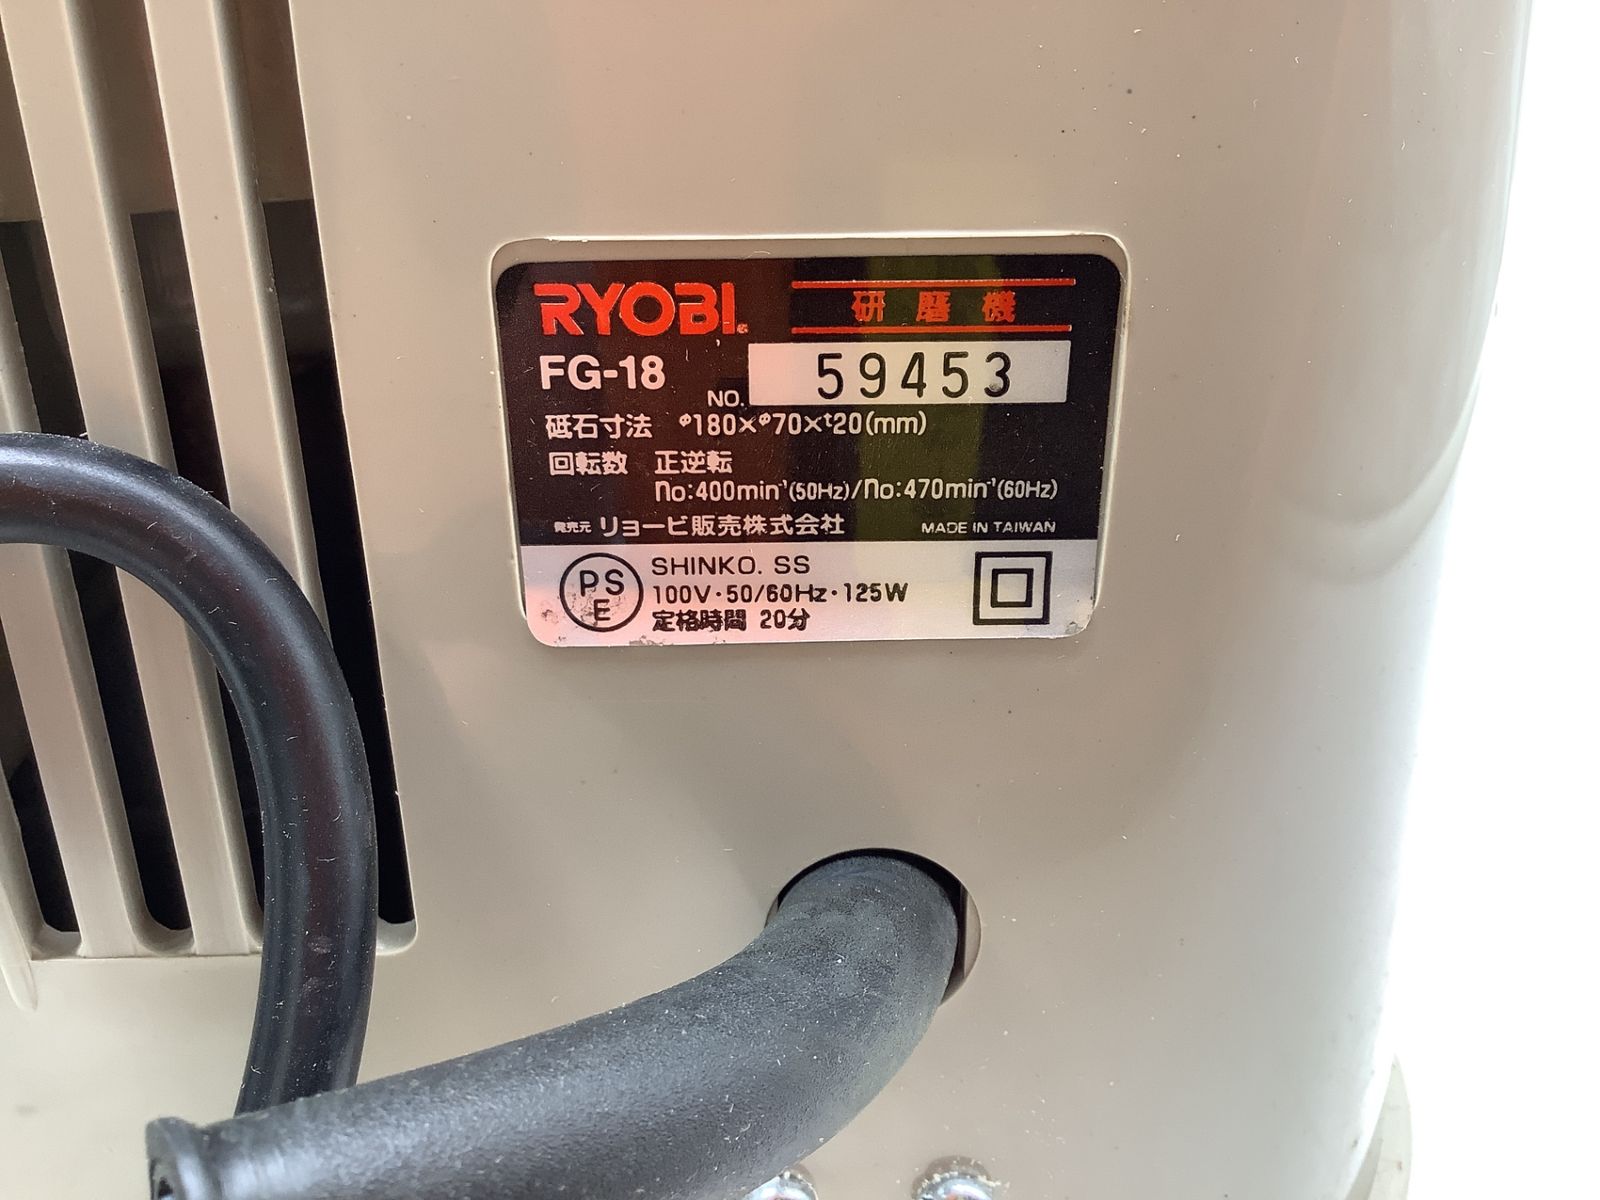 RYOBI
研磨機
FG-18
NO. 59453
砥石寸法 φ180×φ70×t20(mm)
回転数 正逆転
no:400min⁻¹(50Hz)/no:470min⁻¹(60Hz)
発売元 リョービ販売株式会社 MADE IN TAIWAN
PS
E
SHINKO. SS
100V・50/60Hz・125W
定格時間 20分